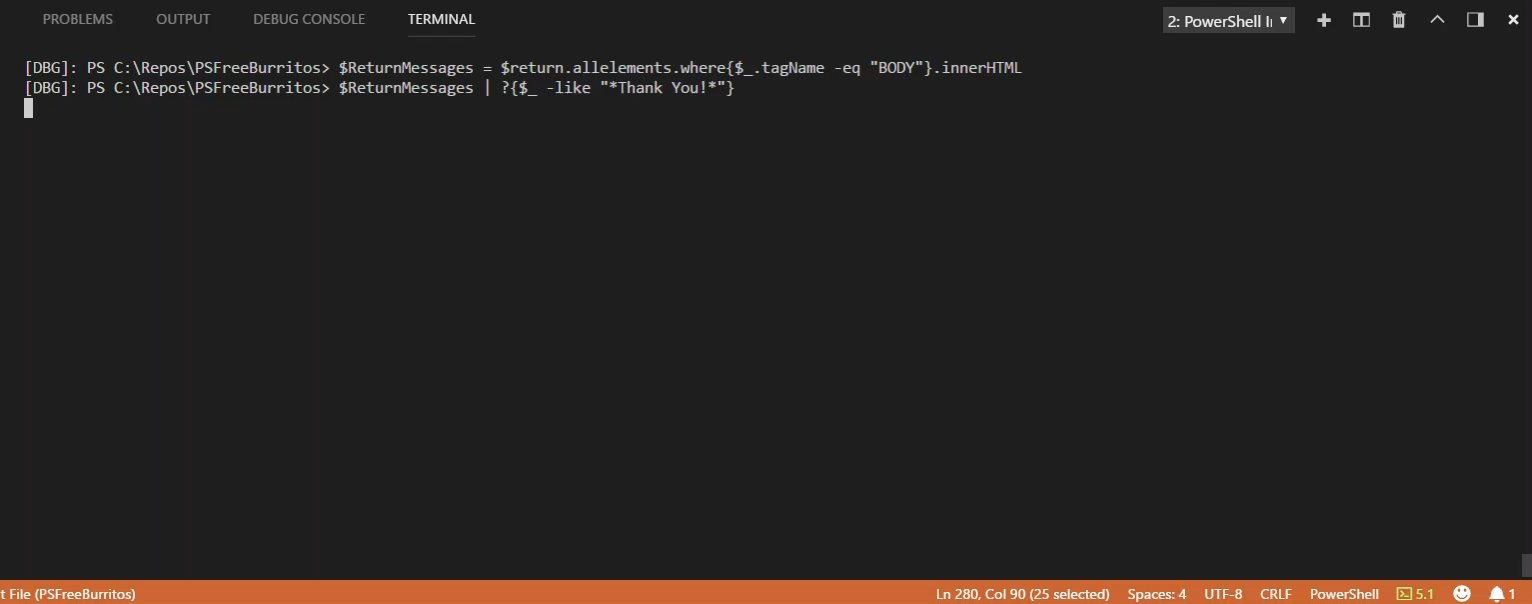 PROBLEMS OUTPUT DEBUG CONSOLE TERMINAL 2: PowerShell I
[DBG]: PS C:\Repos\PSFreeBurritos> $ReturnMessages = $return.allelements.where{$_.tagName -eq "BODY"}.innerHTML
[DBG]: PS C:\Repos\PSFreeBurritos> $ReturnMessages | ?{$_ -like "*Thank You!*"}
t File (PSFreeBurritos) Ln 280, Col 90 (25 selected) Spaces: 4 UTF-8 CRLF PowerShell 5.1 1